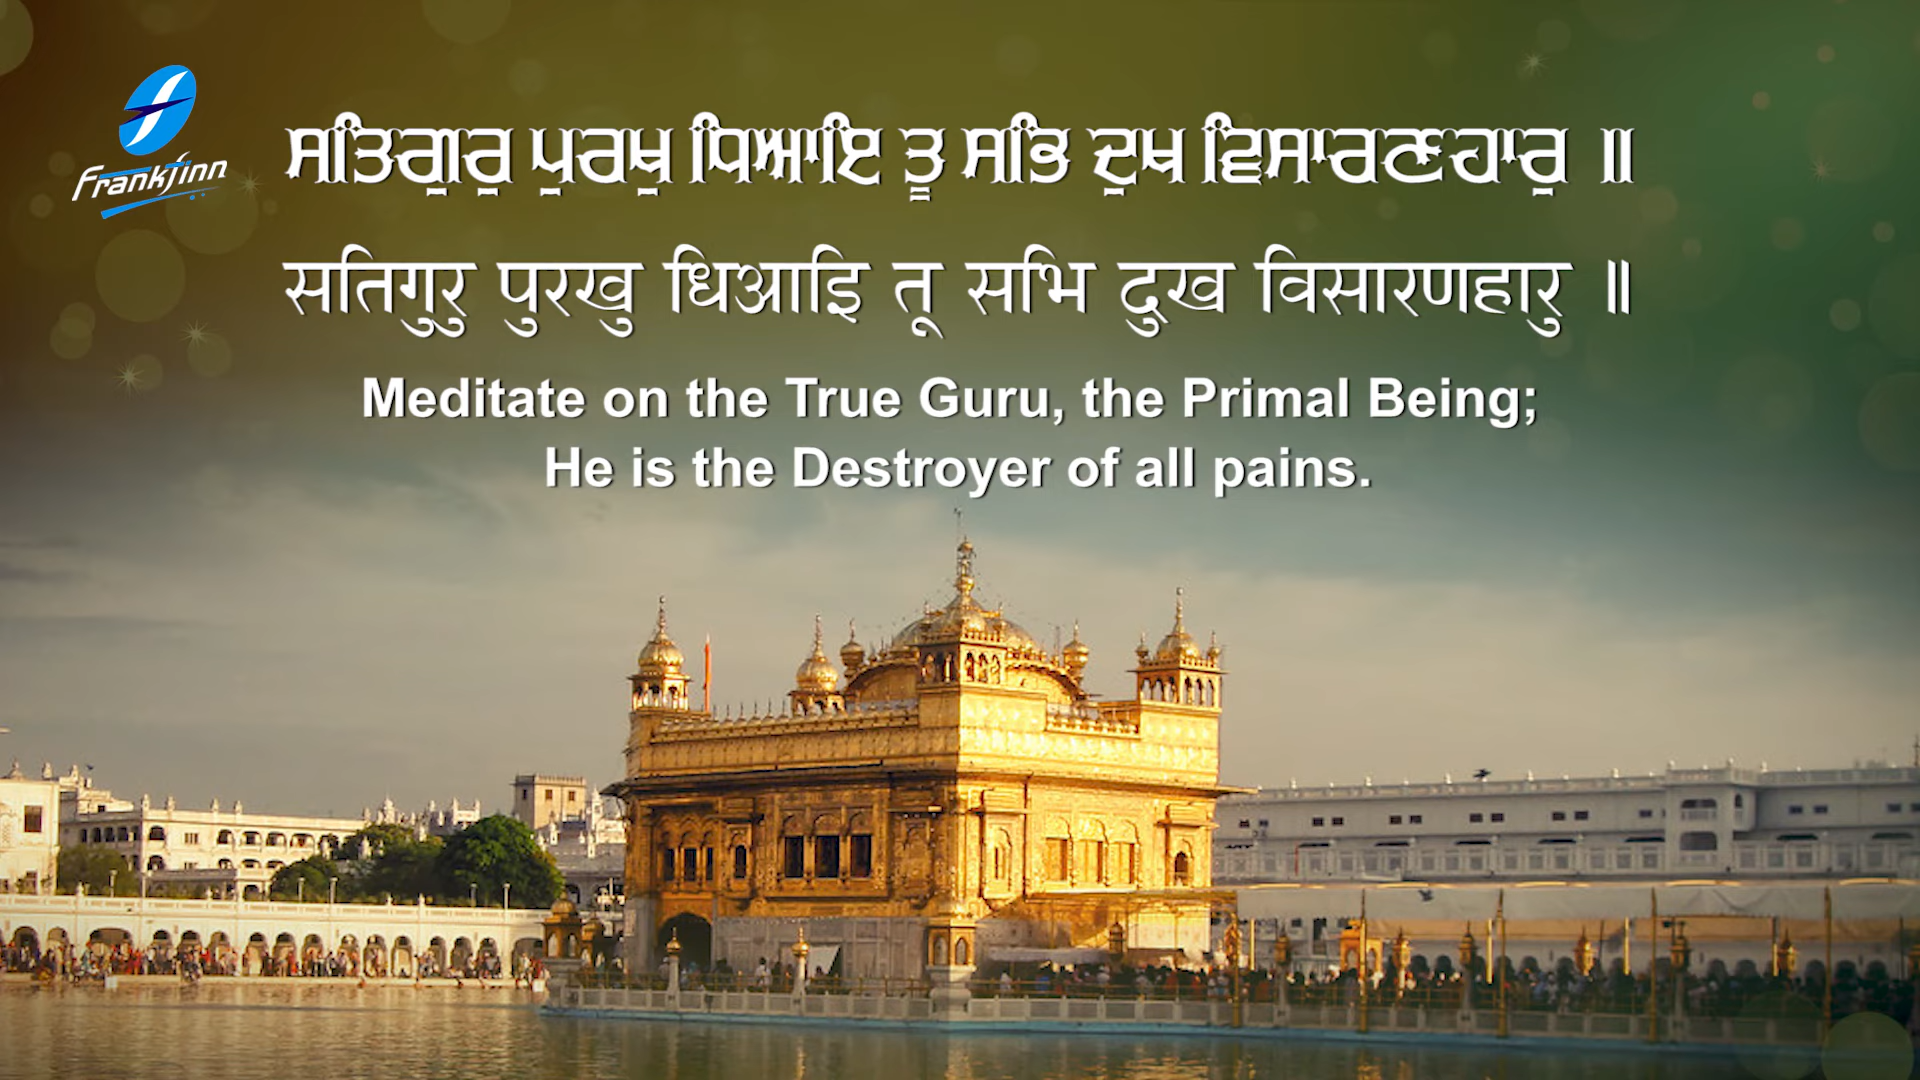 Frankfinn
ਸਤਿਗੁਰੁ ਪੁਰਖੁ ਧਿਆਇ ਤੂ ਸਭਿ ਦੁਖ ਵਿਸਾਰਣਹਾਰੁ ॥
सतिगुरु पुरखु धिआइ तू सभि दुख विसारणहारु ॥
Meditate on the True Guru, the Primal Being;
He is the Destroyer of all pains.